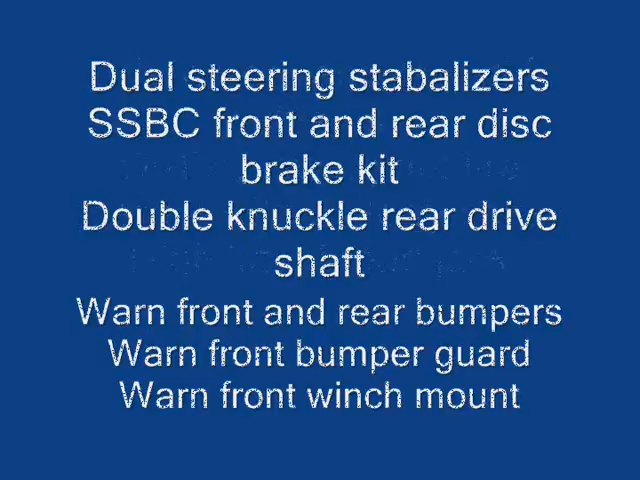 Dual steering stabalizers
SSBC front and rear disc
brake kit
Double knuckle rear drive
shaft
Warn front and rear bumpers
Warn front bumper guard
Warn front winch mount